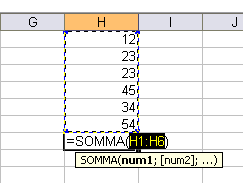 G H I J
12
23
23
45
34
54
=SOMMA(H1:H6)
SOMMA(num1; [num2]; ...)